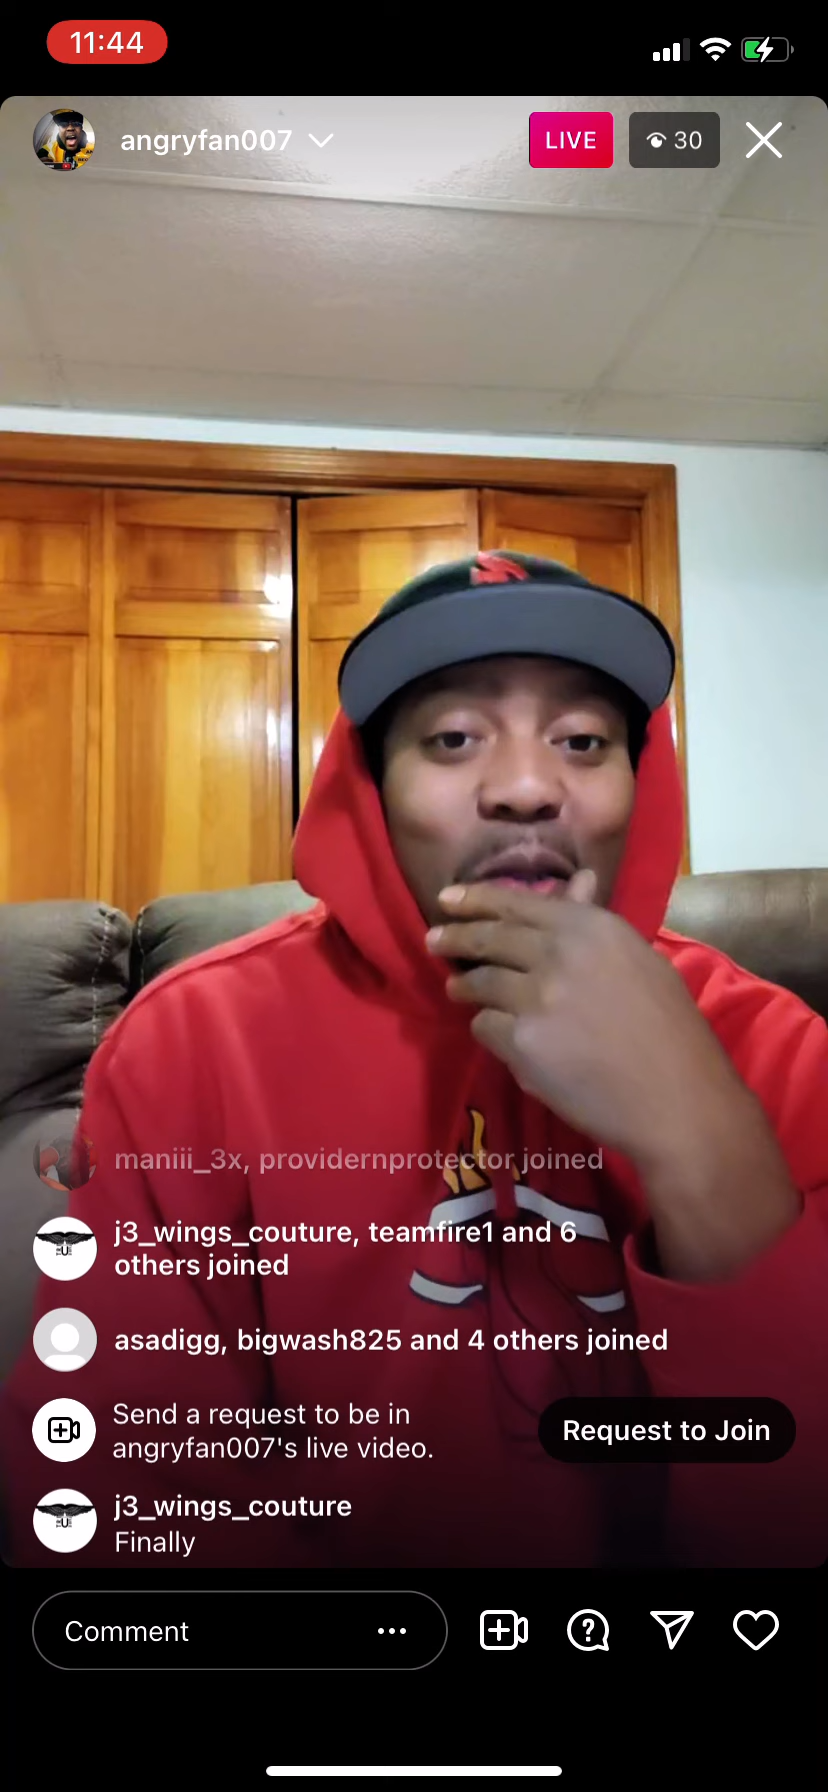 11:44
angryfan007
LIVE
30
maniii_3x, providernprotector joined
j3_wings_couture, teamfire1 and 6
others joined
asadigg, bigwash825 and 4 others joined
Send a request to be in
angryfan007's live video.
Request to Join
j3_wings_couture
Finally
Comment